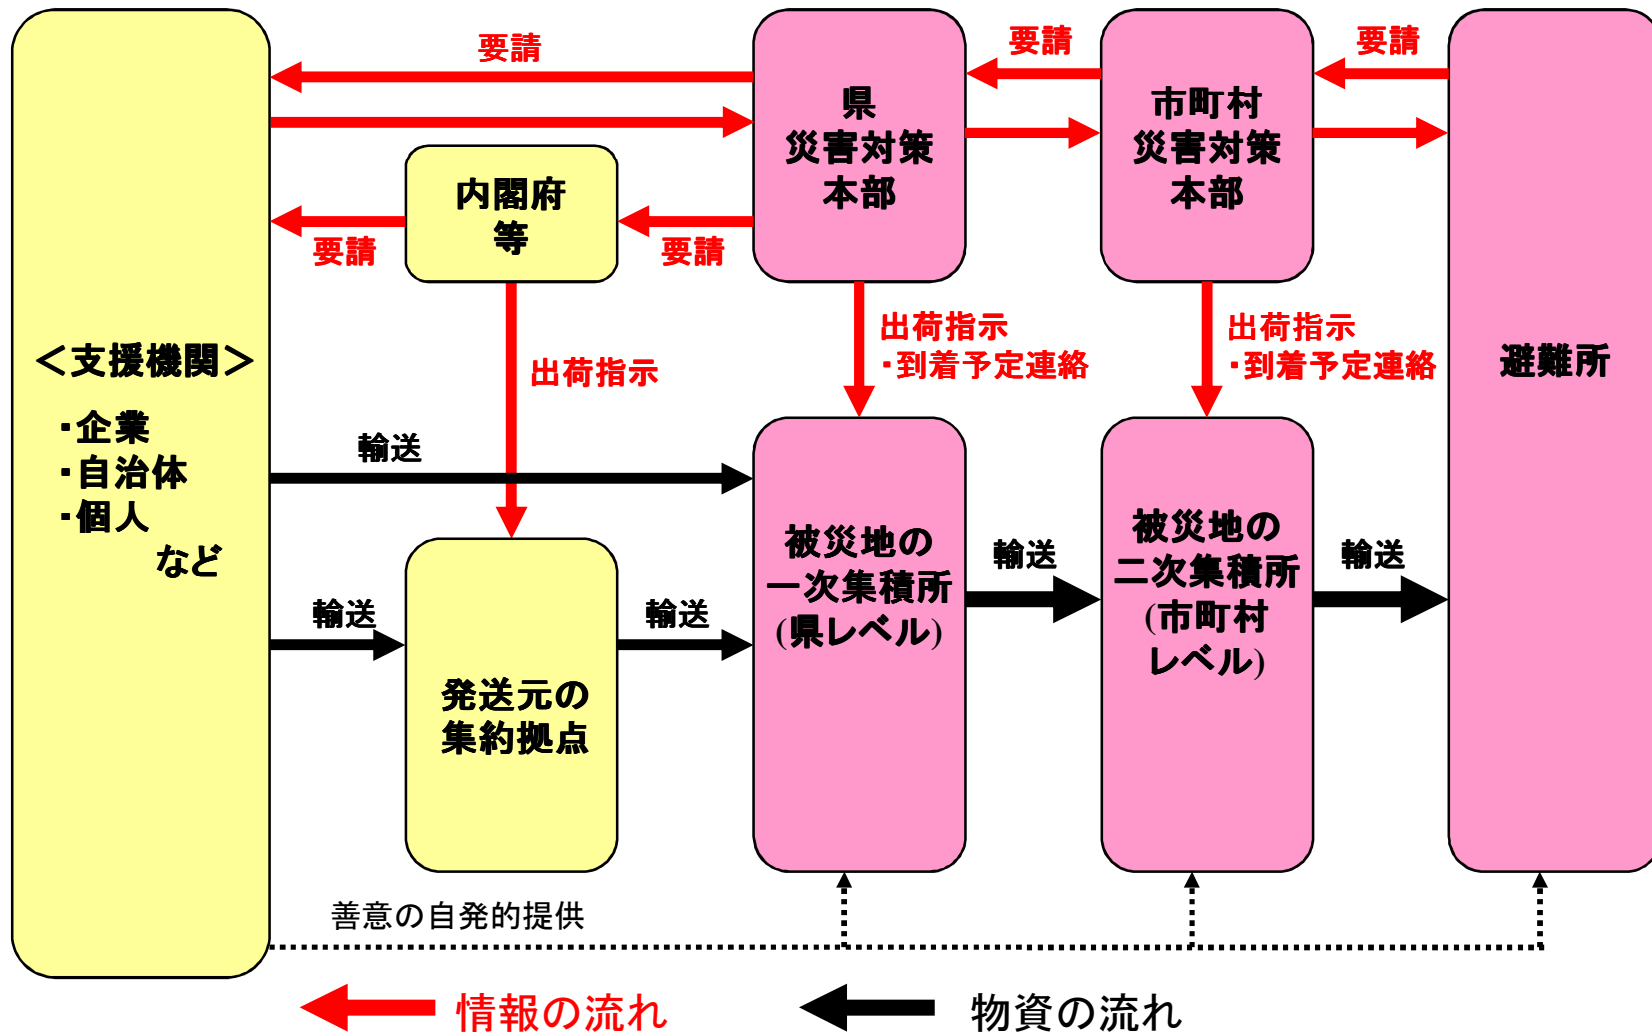 要請
要請
要請
県
災害対策
本部
市町村
災害対策
本部
内閣府
等
要請
要請
出荷指示
・到着予定連絡
出荷指示
・到着予定連絡
出荷指示
＜支援機関＞
・企業
・自治体
・個人
など
避難所
輸送
輸送
輸送
輸送
輸送
被災地の
一次集積所
(県レベル)
被災地の
二次集積所
(市町村
レベル)
発送元の
集約拠点
善意の自発的提供
情報の流れ
物資の流れ